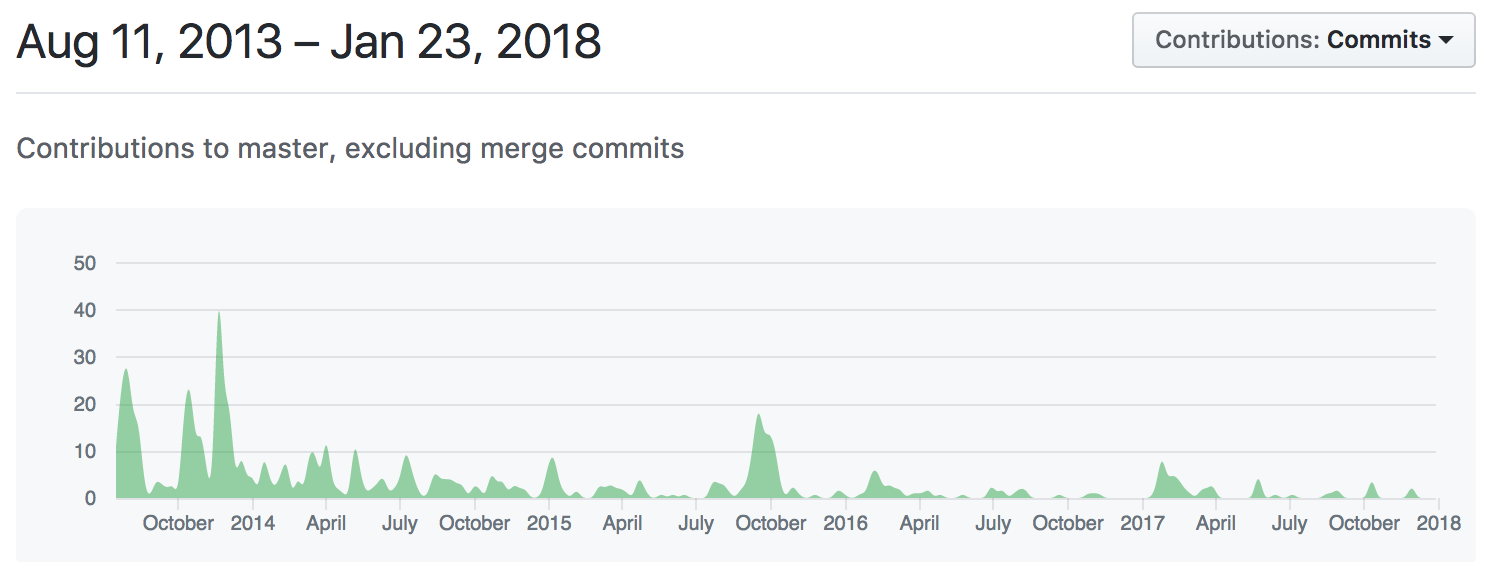 Aug 11, 2013 – Jan 23, 2018
Contributions: Commits
Contributions to master, excluding merge commits
50
40
30
20
10
0
October 2014 April July October 2015 April July October 2016 April July October 2017 April July October 2018